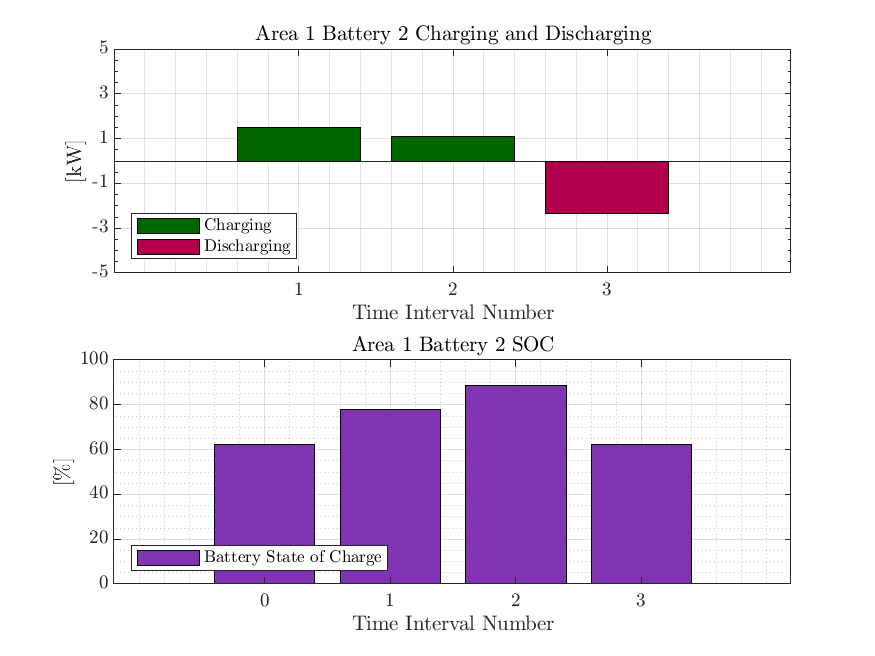 Area 1 Battery 2 Charging and Discharging
5
3
1
-1
-3
-5
[kW]
Charging
Discharging
1 2 3
Time Interval Number
Area 1 Battery 2 SOC
100
80
60
40
20
0
[%]
Battery State of Charge
0 1 2 3
Time Interval Number